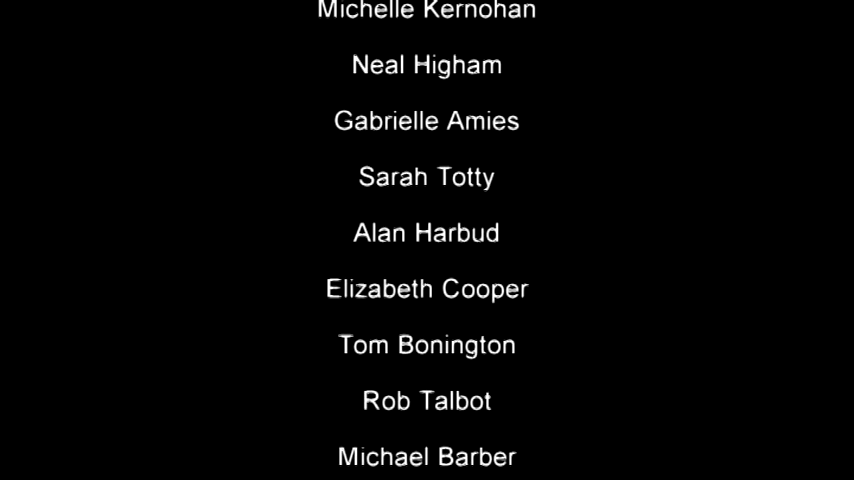 Michelle Kernohan
Neal Higham
Gabrielle Amies
Sarah Totty
Alan Harbud
Elizabeth Cooper
Tom Bonington
Rob Talbot
Michael Barber